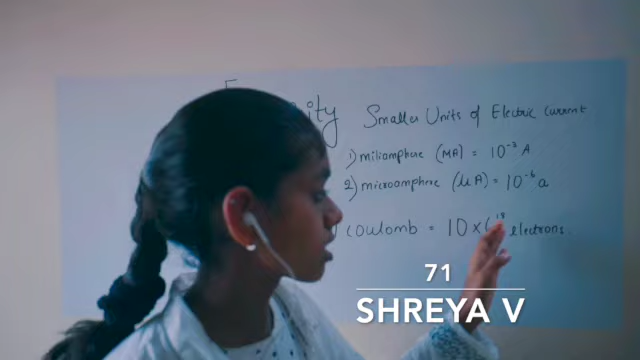 Smaller Units of Electric Current
1) miliamphere (MA) = 10⁻³ A
2) microamphere (μA) = 10⁻⁶ a
coulomb = 10 × electrons.
71
SHREYA V